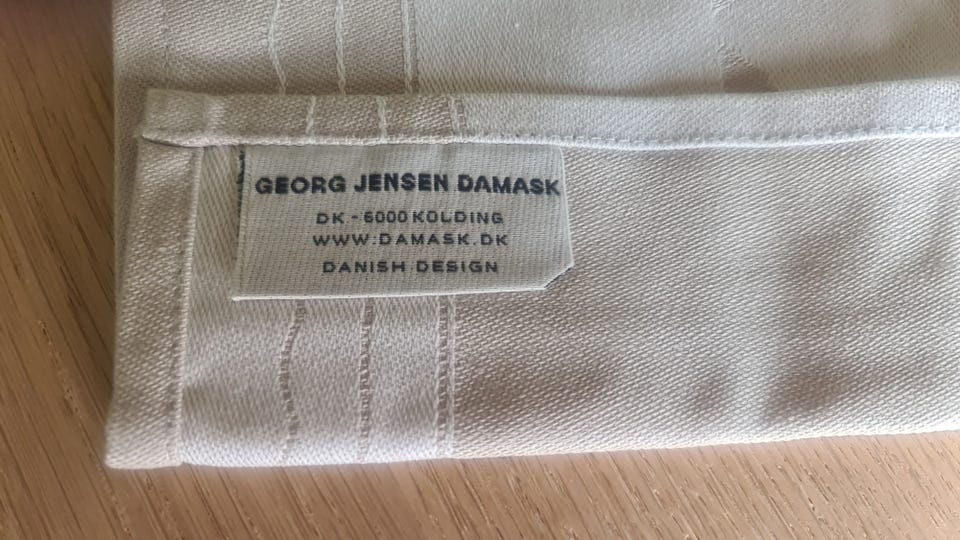 GEORG JENSEN DAMASK
DK - 6000 KOLDING
WWW.DAMASK.DK
DANISH DESIGN